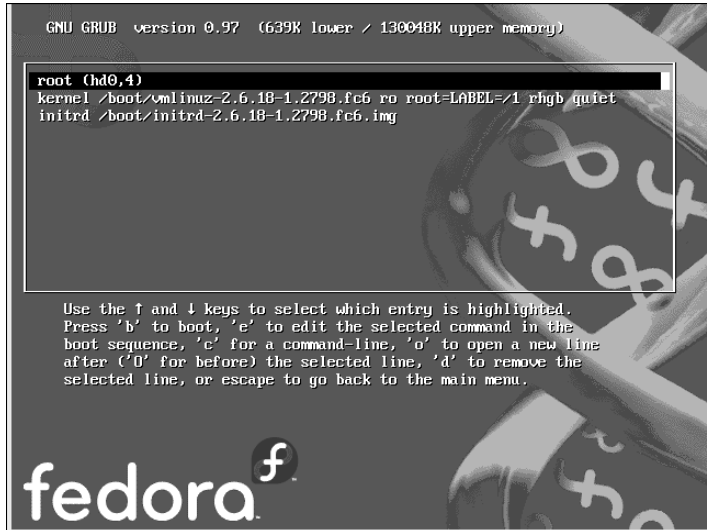 GNU GRUB version 0.97 (639K lower / 130048K upper memory)
root (hd0,4)
kernel /boot/vmlinuz-2.6.18-1.2798.fc6 ro root=LABEL=/1 rhgb quiet
initrd /boot/initrd-2.6.18-1.2798.fc6.img
Use the ↑ and ↓ keys to select which entry is highlighted.
Press 'b' to boot, 'e' to edit the selected command in the
boot sequence, 'c' for a command-line, 'o' to open a new line
after ('O' for before) the selected line, 'd' to remove the
selected line, or escape to go back to the main menu.
fedora